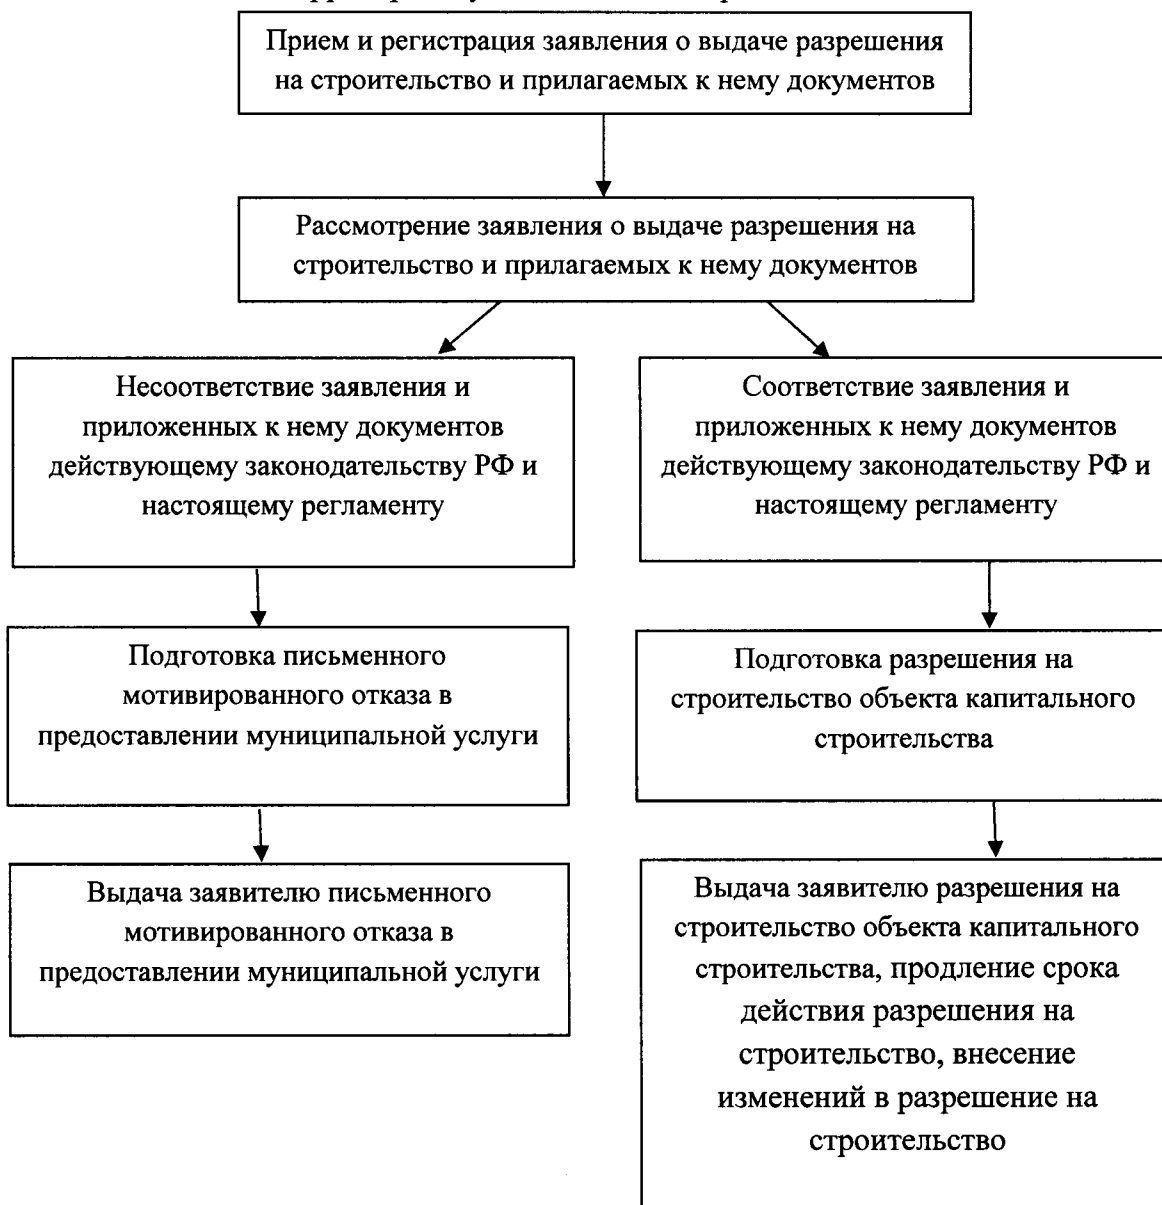 Прием и регистрация заявления о выдаче разрешения
на строительство и прилагаемых к нему документов
Рассмотрение заявления о выдаче разрешения на
строительство и прилагаемых к нему документов
Несоответствие заявления и
приложенных к нему документов
действующему законодательству РФ и
настоящему регламенту
Соответствие заявления и
приложенных к нему документов
действующему законодательству РФ и
настоящему регламенту
Подготовка письменного
мотивированного отказа в
предоставлении муниципальной услуги
Подготовка разрешения на
строительство объекта капитального
строительства
Выдача заявителю письменного
мотивированного отказа в
предоставлении муниципальной услуги
Выдача заявителю разрешения на
строительство объекта капитального
строительства, продление срока
действия разрешения на
строительство, внесение
изменений в разрешение на
строительство